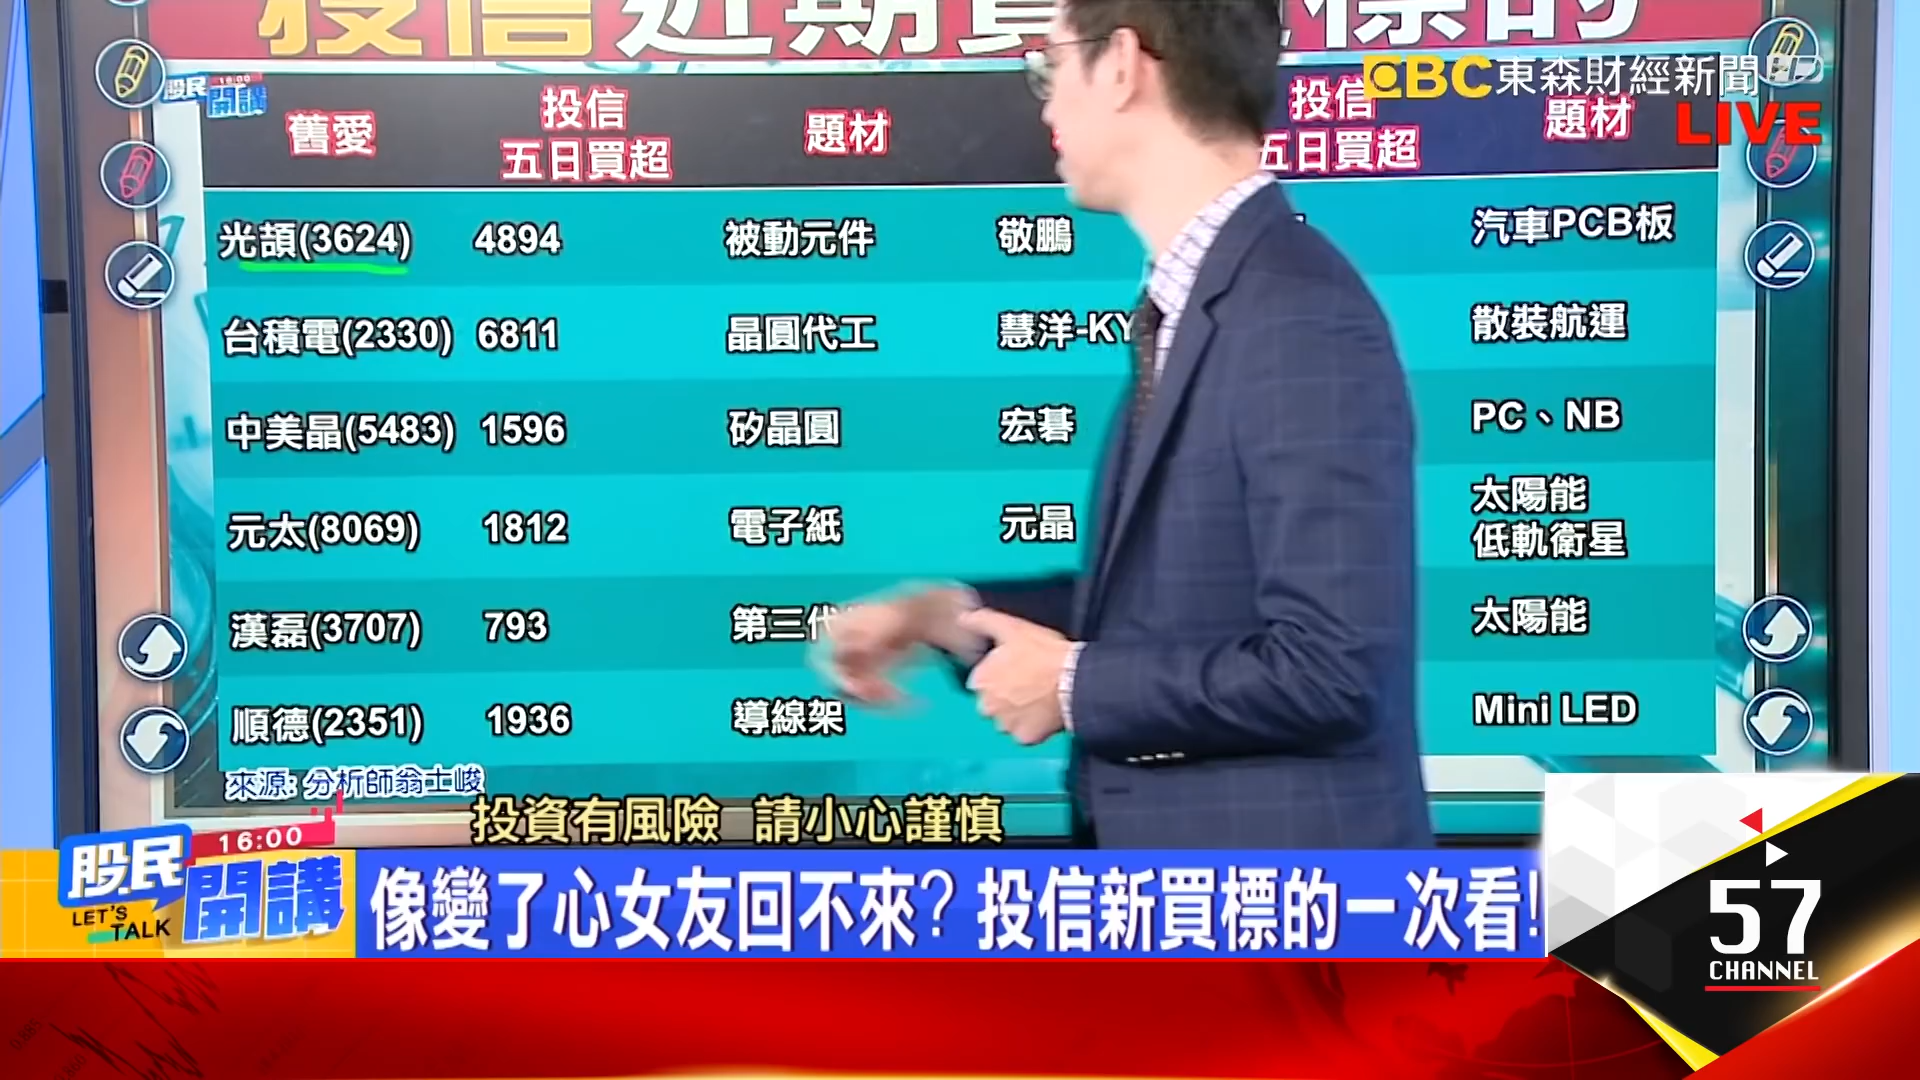 EBC東森財經新聞
LIVE
股民開講 16:00
舊愛
投信
五日買超
題材
投信
五日買超
題材
光頡(3624) 4894 被動元件 敬鵬 汽車PCB板
台積電(2330) 6811 晶圓代工 慧洋-KY 散裝航運
中美晶(5483) 1596 矽晶圓 宏碁 PC、NB
元太(8069) 1812 電子紙 元晶 太陽能
低軌衛星
漢磊(3707) 793 第三代 太陽能
順德(2351) 1936 導線架 Mini LED
來源: 分析師翁士峻
投資有風險 請小心謹慎
16:00
股民開講
LET'S
TALK
像變了心女友回不來? 投信新買標的一次看!
57
CHANNEL